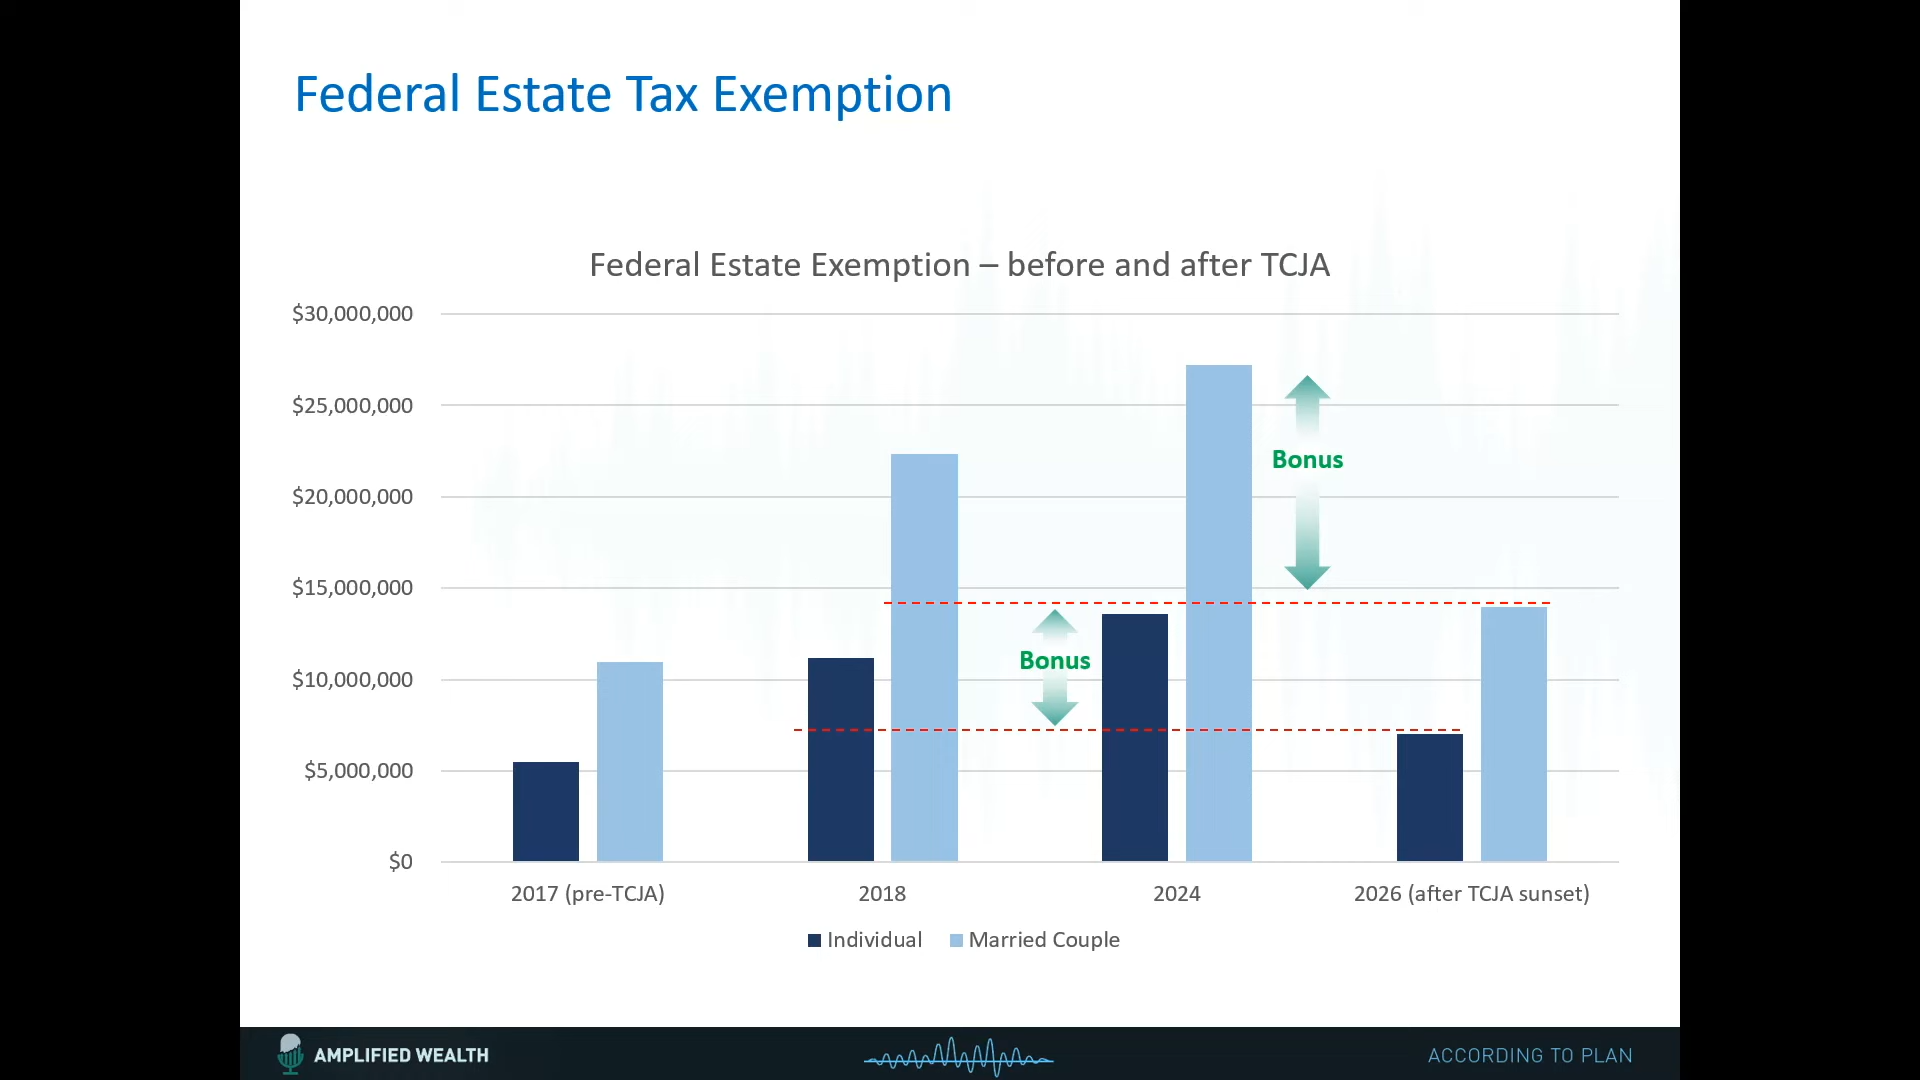 Federal Estate Tax Exemption
Federal Estate Exemption – before and after TCJA
$30,000,000
$25,000,000
$20,000,000
$15,000,000
$10,000,000
$5,000,000
$0
Bonus
Bonus
2017 (pre-TCJA)
2018
2024
2026 (after TCJA sunset)
Individual
Married Couple
AMPLIFIED WEALTH
ACCORDING TO PLAN